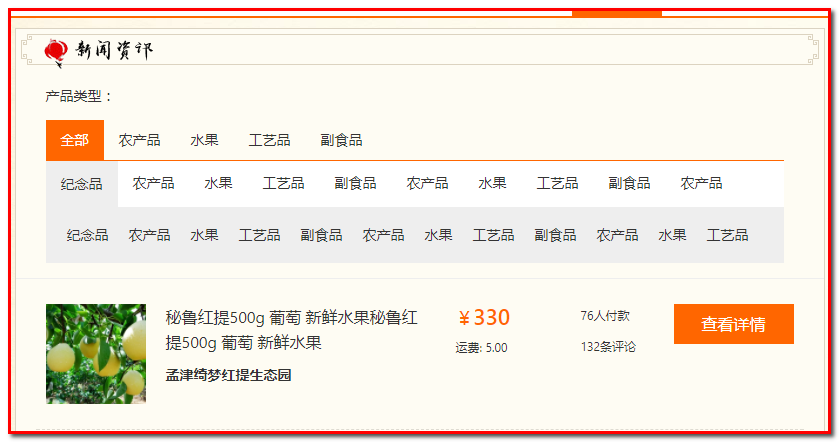 新闻资讯
产品类型：
全部 农产品 水果 工艺品 副食品
纪念品 农产品 水果 工艺品 副食品 农产品 水果 工艺品 副食品 农产品
纪念品 农产品 水果 工艺品 副食品 农产品 水果 工艺品 副食品 农产品 水果 工艺品
秘鲁红提500g 葡萄 新鲜水果秘鲁红
提500g 葡萄 新鲜水果
孟津绮梦红提生态园
￥330
运费: 5.00
76人付款
132条评论
查看详情